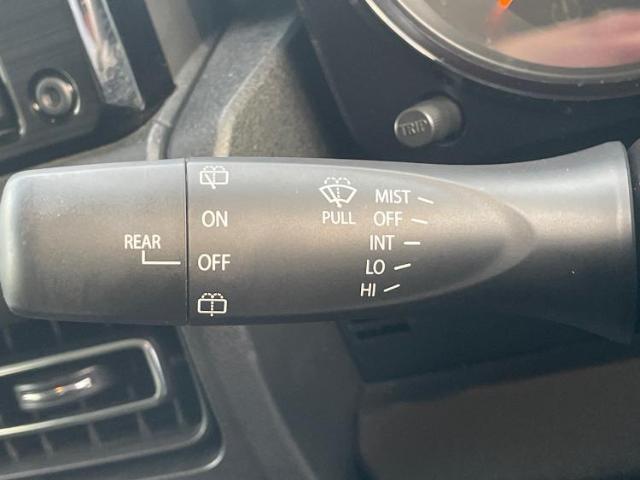 TRIP
MIST
OFF
INT
LO
HI
PULL
ON
REAR
OFF